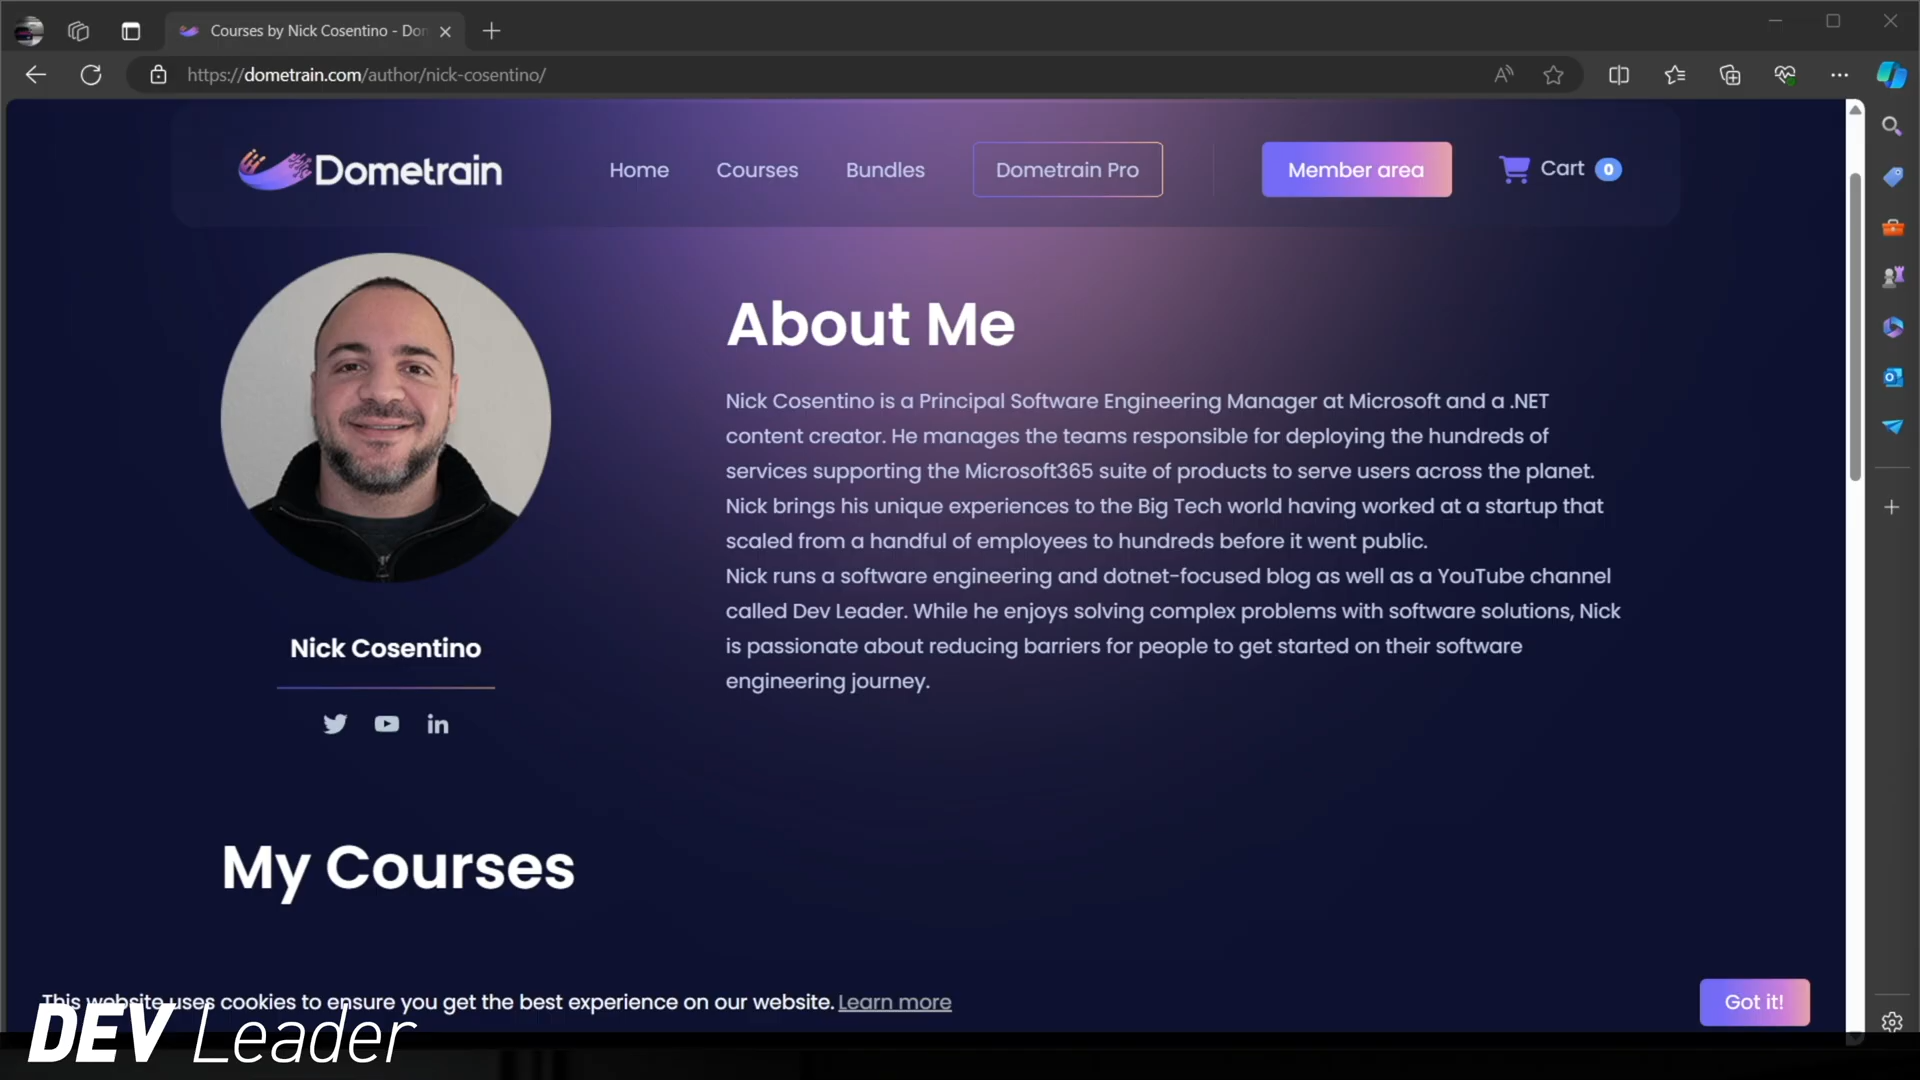 Courses by Nick Cosentino - Dor
https://dometrain.com/author/nick-cosentino/
Dometrain
Home
Courses
Bundles
Dometrain Pro
Member area
Cart 0
About Me
Nick Cosentino is a Principal Software Engineering Manager at Microsoft and a .NET
content creator. He manages the teams responsible for deploying the hundreds of
services supporting the Microsoft365 suite of products to serve users across the planet.
Nick brings his unique experiences to the Big Tech world having worked at a startup that
scaled from a handful of employees to hundreds before it went public.
Nick runs a software engineering and dotnet-focused blog as well as a YouTube channel
called Dev Leader. While he enjoys solving complex problems with software solutions, Nick
is passionate about reducing barriers for people to get started on their software
engineering journey.
Nick Cosentino
My Courses
This website uses cookies to ensure you get the best experience on our website. Learn more
Got it!
DEV Leader